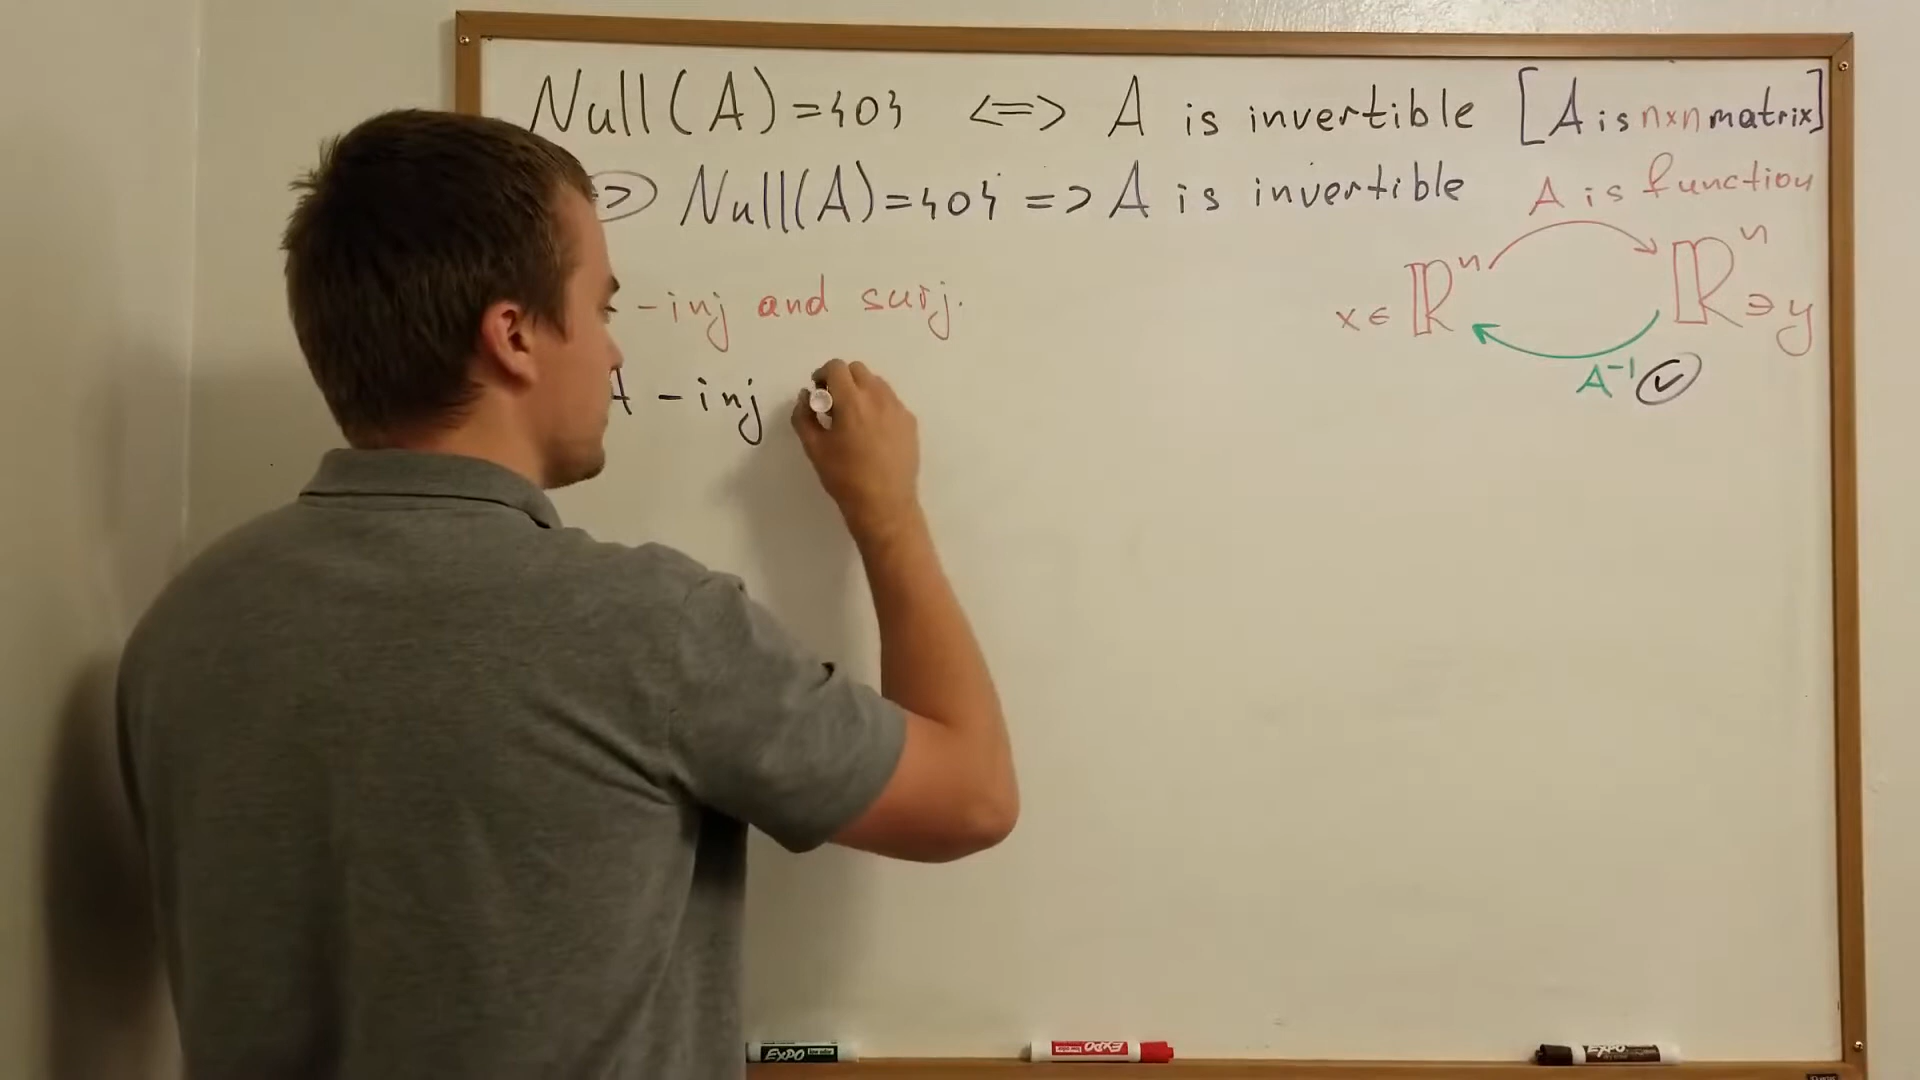 Null(A) = {0} <=> A is invertible [A is n×n matrix]
=> Null(A) = {0} => A is invertible
A is function
x ∈ ℝⁿ ℝⁿ ∋ y
A⁻¹ ✓
- inj and surj.
A - inj
EXPO
EXPO
EXPO